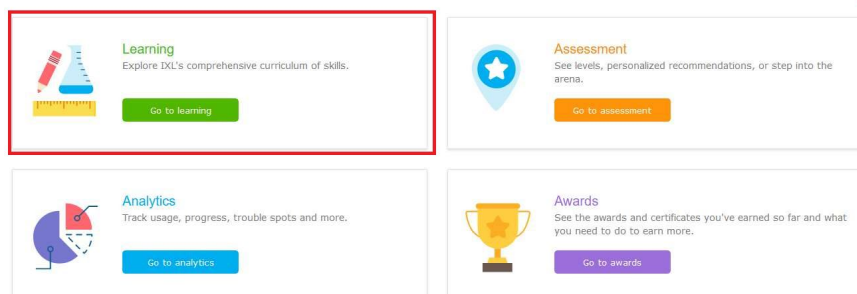 Learning
Explore IXL's comprehensive curriculum of skills.
Go to learning
Assessment
See levels, personalized recommendations, or step into the
arena.
Go to assessment
Analytics
Track usage, progress, trouble spots and more.
Go to analytics
Awards
See the awards and certificates you've earned so far and what
you need to do to earn more.
Go to awards